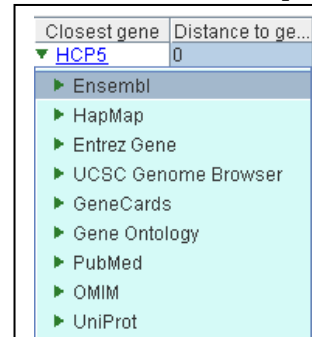 Closest gene Distance to ge...
HCP5 0
Ensembl
HapMap
Entrez Gene
UCSC Genome Browser
GeneCards
Gene Ontology
PubMed
OMIM
UniProt